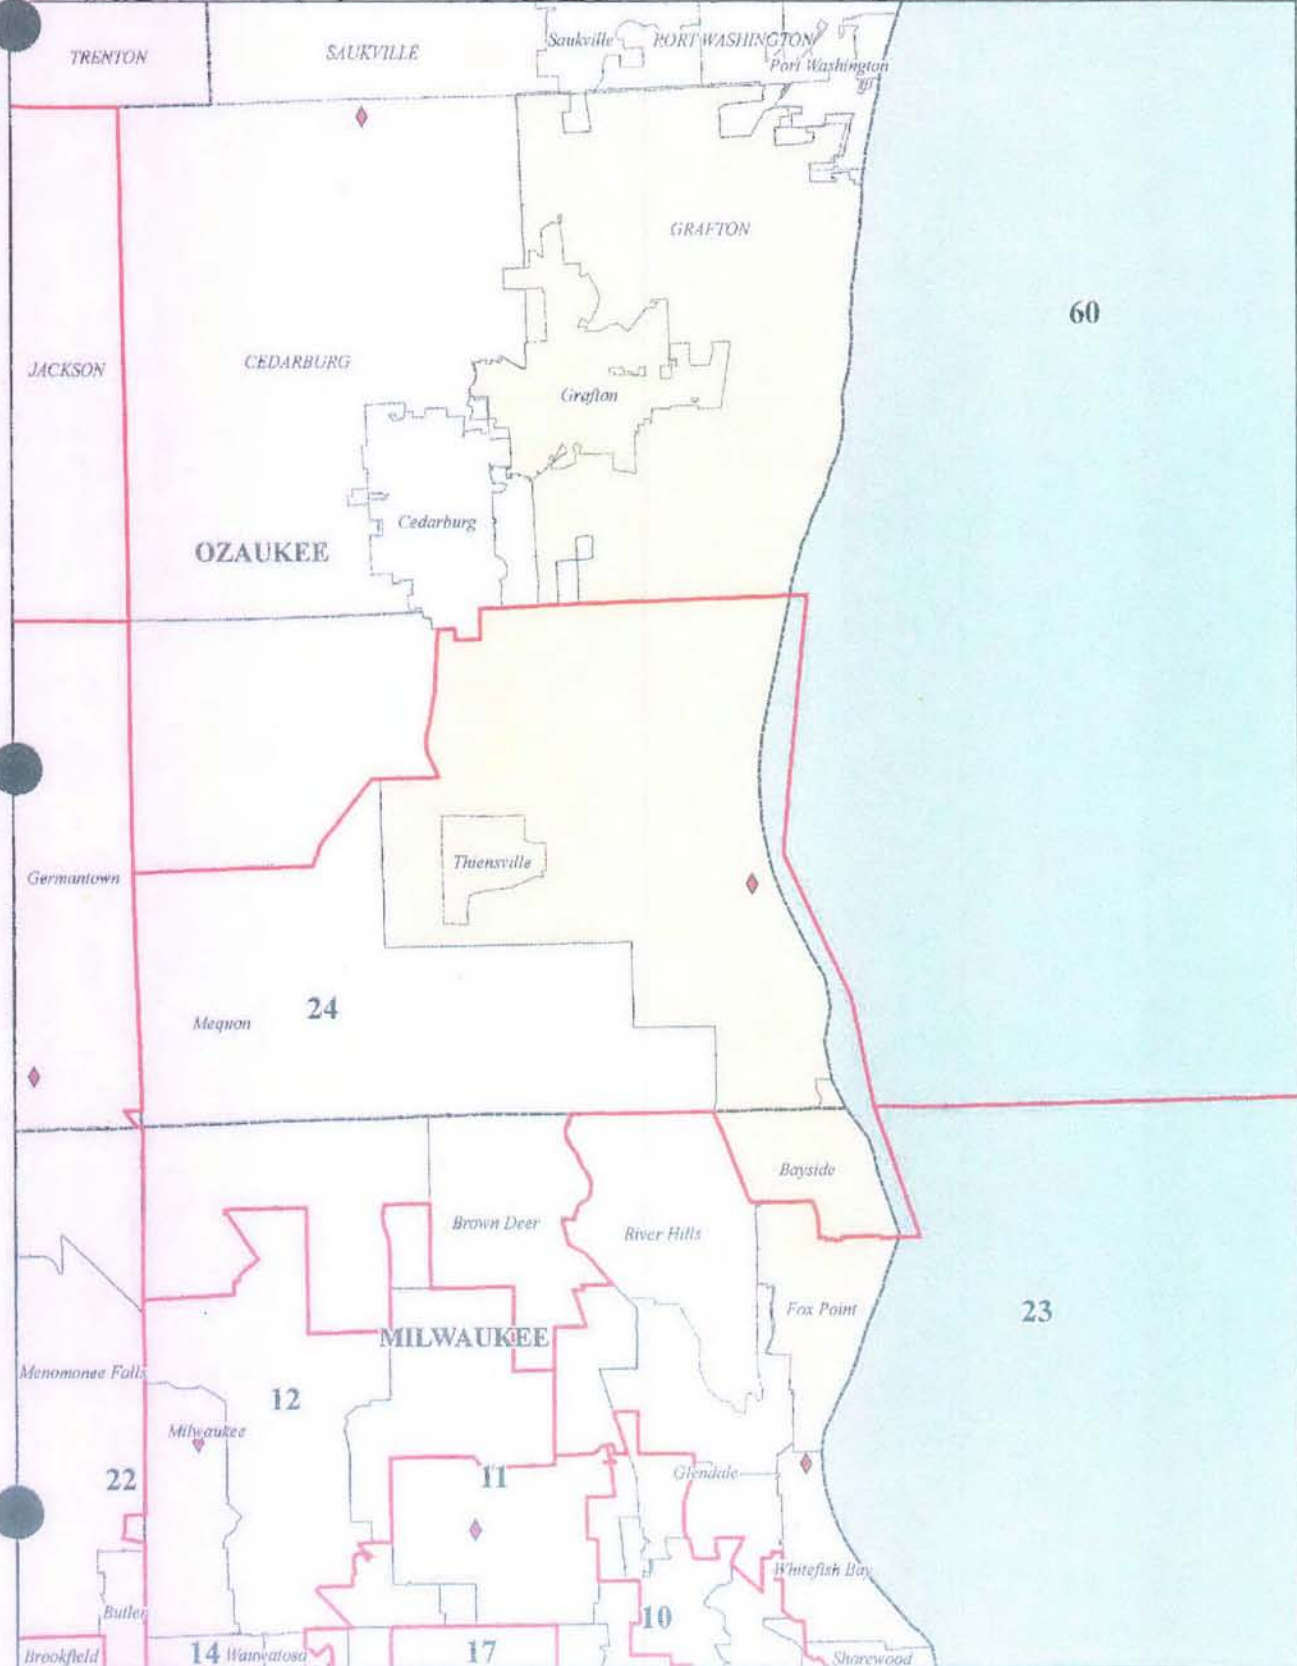 Saukville
PORT WASHINGTON
TRENTON
SAUKVILLE
Port Washington
GRAFTON
60
JACKSON
CEDARBURG
Grafton
Cedarburg
OZAUKEE
Thiensville
Germantown
24
Mequon
Bayside
Brown Deer
River Hills
Fox Point
23
MILWAUKEE
Menomonee Falls
12
Milwaukee
22
11
Glendale
Whitefish Bay
Butler
10
Brookfield
14
Wauwatosa
17
Shorewood